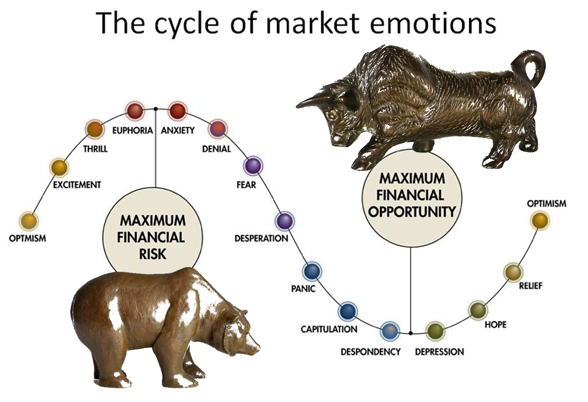 The cycle of market emotions
OPTMISM
EXCITEMENT
THRILL
EUPHORIA
ANXIETY
DENIAL
FEAR
DESPERATION
PANIC
CAPITULATION
DESPONDENCY
DEPRESSION
HOPE
RELIEF
OPTIMISM
MAXIMUM
FINANCIAL
RISK
MAXIMUM
FINANCIAL
OPPORTUNITY